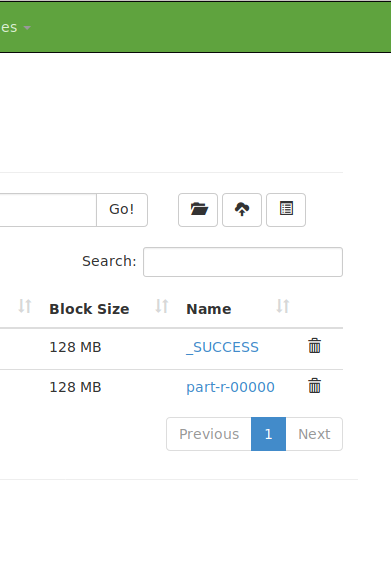 es
Go!
Search:
Block Size Name
128 MB _SUCCESS
128 MB part-r-00000
Previous 1 Next